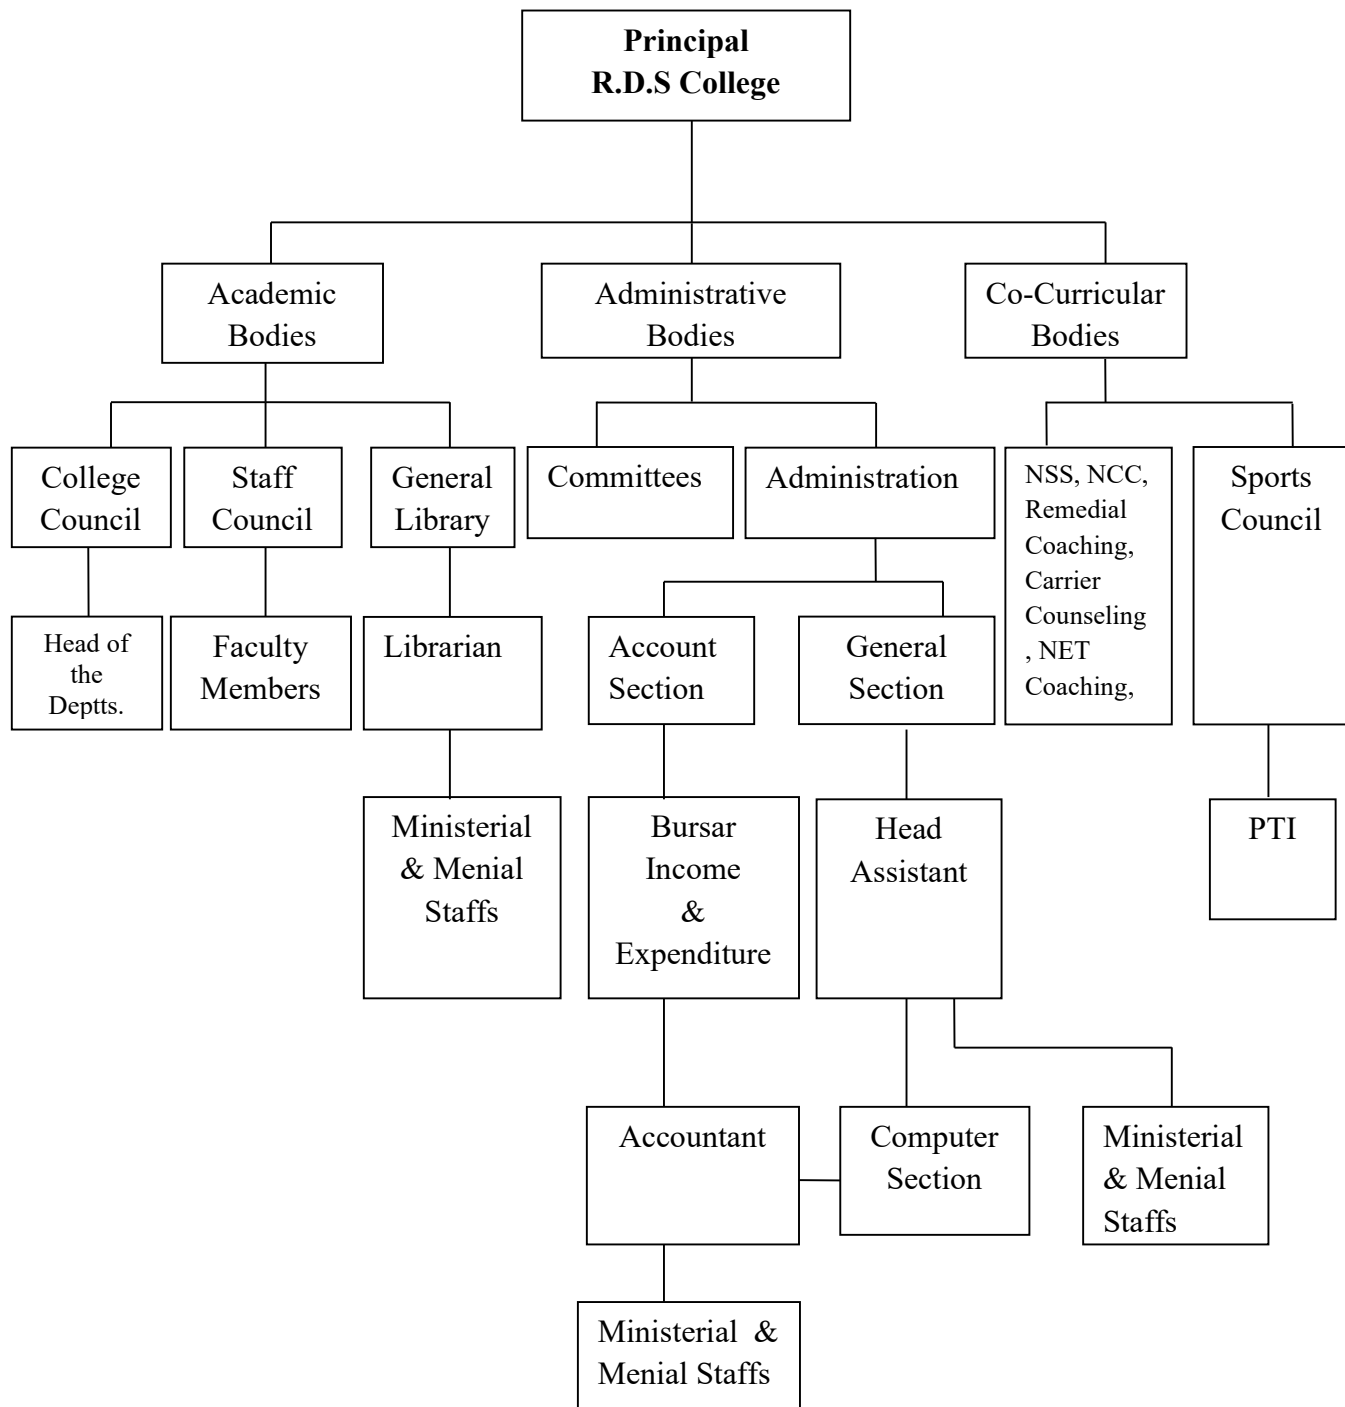 Principal
R.D.S College
Academic
Bodies
Administrative
Bodies
Co-Curricular
Bodies
College
Council
Staff
Council
General
Library
Committees
Administration
NSS, NCC,
Remedial
Coaching,
Carrier
Counseling
, NET
Coaching,
Sports
Council
Head of
the
Deptts.
Faculty
Members
Librarian
Account
Section
General
Section
Ministerial
& Menial
Staffs
Bursar
Income
&
Expenditure
Head
Assistant
PTI
Accountant
Computer
Section
Ministerial
& Menial
Staffs
Ministerial &
Menial Staffs